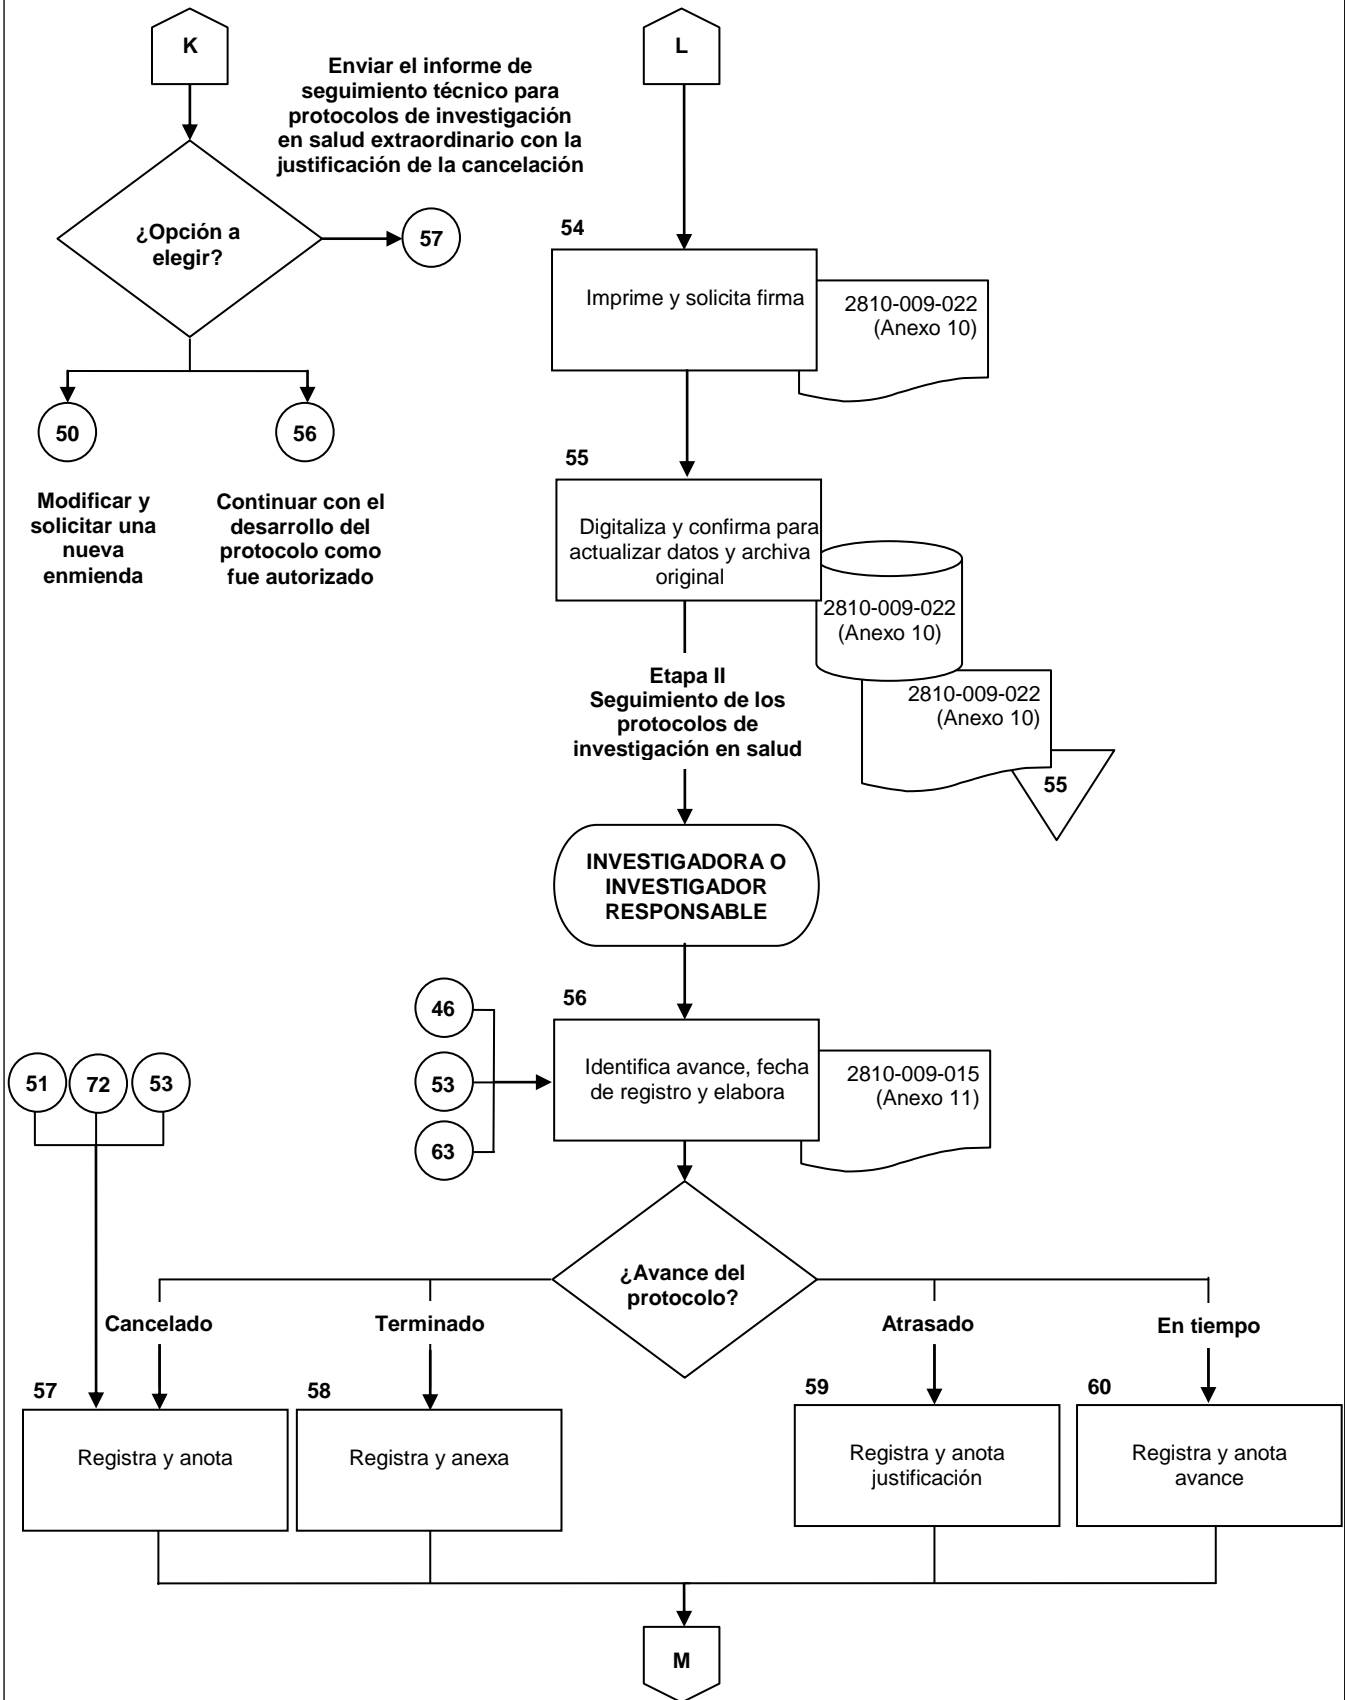 K
Enviar el informe de
seguimiento técnico para
protocolos de investigación
en salud extraordinario con la
justificación de la cancelación
¿Opción a
elegir?
57
50
56
Modificar y
solicitar una
nueva
enmienda
Continuar con el
desarrollo del
protocolo como
fue autorizado
L
54
Imprime y solicita firma
2810-009-022
(Anexo 10)
55
Digitaliza y confirma para
actualizar datos y archiva
original
2810-009-022
(Anexo 10)
2810-009-022
(Anexo 10)
55
Etapa II
Seguimiento de los
protocolos de
investigación en salud
INVESTIGADORA O
INVESTIGADOR
RESPONSABLE
46
53
63
56
Identifica avance, fecha
de registro y elabora
2810-009-015
(Anexo 11)
51
72
53
¿Avance del
protocolo?
Cancelado
Terminado
Atrasado
En tiempo
57
Registra y anota
58
Registra y anexa
59
Registra y anota
justificación
60
Registra y anota
avance
M